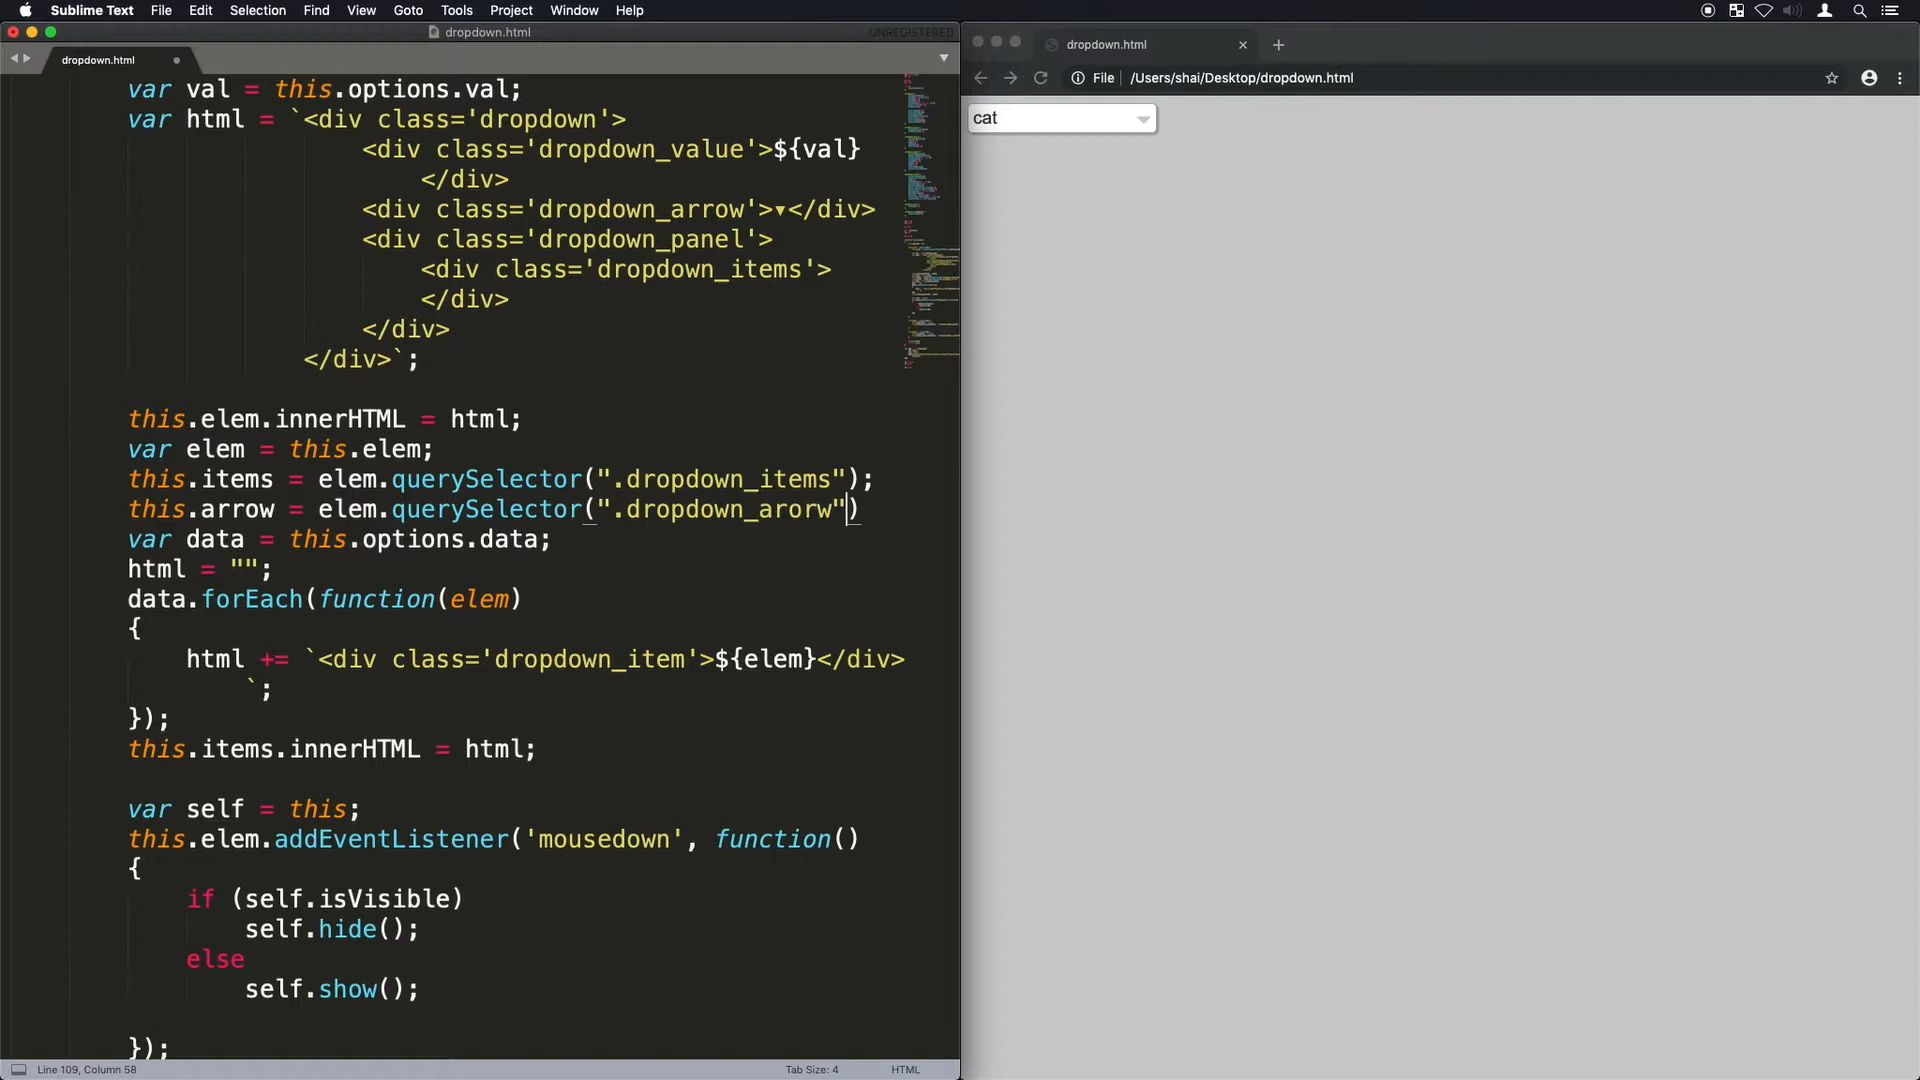 Sublime Text File Edit Selection Find View Goto Tools Project Window Help
dropdown.html
UNREGISTERED
dropdown.html
var val = this.options.val;
var html = `<div class='dropdown'>
<div class='dropdown_value'>${val}
</div>
<div class='dropdown_arrow'>▾</div>
<div class='dropdown_panel'>
<div class='dropdown_items'>
</div>
</div>
</div>`;
this.elem.innerHTML = html;
var elem = this.elem;
this.items = elem.querySelector(".dropdown_items");
this.arrow = elem.querySelector(".dropdown_arorw")
var data = this.options.data;
html = "";
data.forEach(function(elem)
{
html += `<div class='dropdown_item'>${elem}</div>
`;
});
this.items.innerHTML = html;
var self = this;
this.elem.addEventListener('mousedown', function()
{
if (self.isVisible)
self.hide();
else
self.show();
});
Line 109, Column 58
Tab Size: 4
HTML
dropdown.html
File /Users/shai/Desktop/dropdown.html
cat